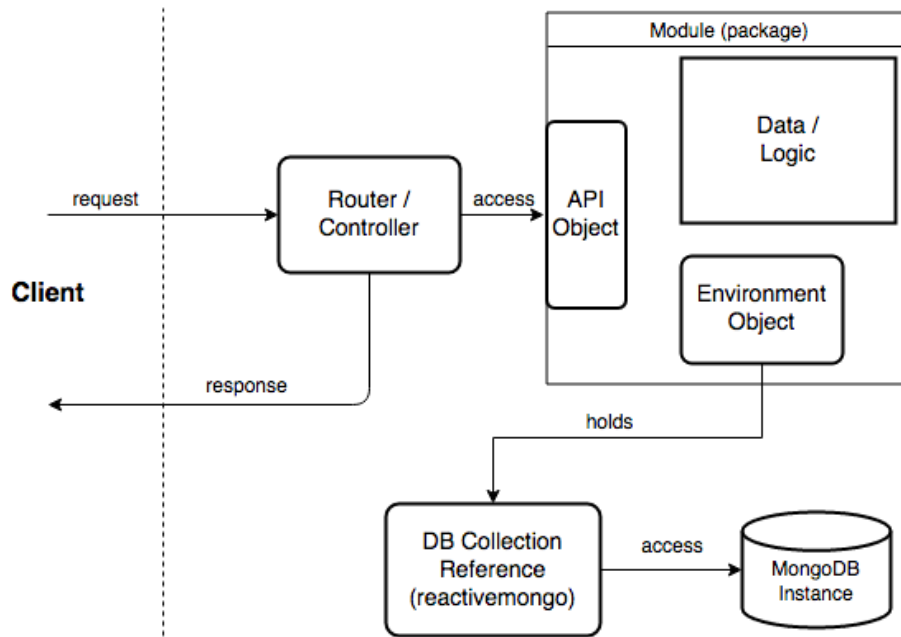 Module (package)
Data /
Logic
request
Router /
Controller
access
API
Object
Client
Environment
Object
response
holds
DB Collection
Reference
(reactivemongo)
access
MongoDB
Instance